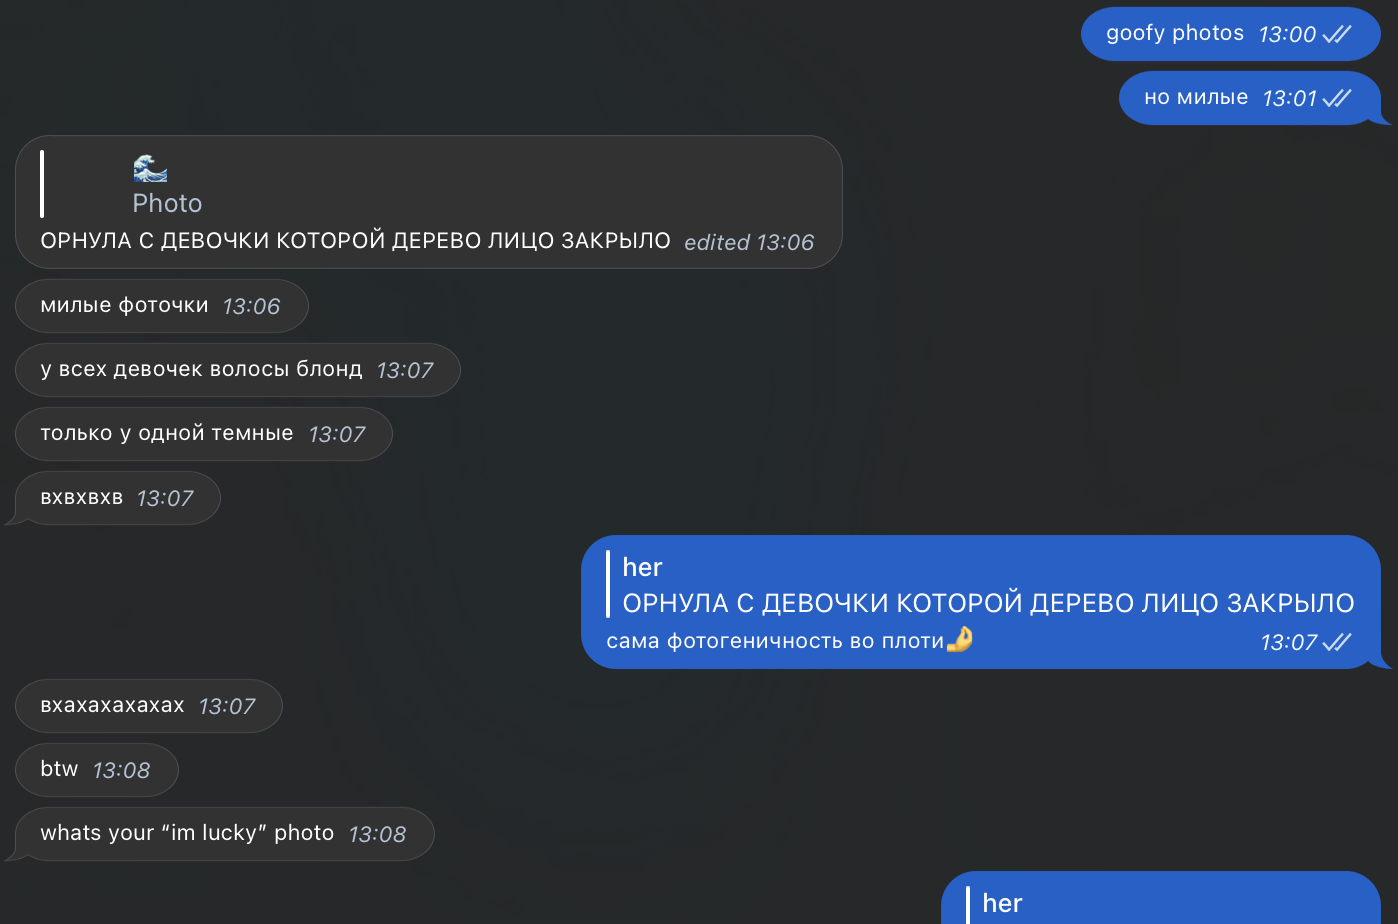 goofy photos 13:00
но милые 13:01
🌊
Photo
ОРНУЛА С ДЕВОЧКИ КОТОРОЙ ДЕРЕВО ЛИЦО ЗАКРЫЛО edited 13:06
милые фоточки 13:06
у всех девочек волосы блонд 13:07
только у одной темные 13:07
вхвхвхв 13:07
her
ОРНУЛА С ДЕВОЧКИ КОТОРОЙ ДЕРЕВО ЛИЦО ЗАКРЫЛО
сама фотогеничность во плоти🤌 13:07
вхахахахахах 13:07
btw 13:08
whats your “im lucky” photo 13:08
her